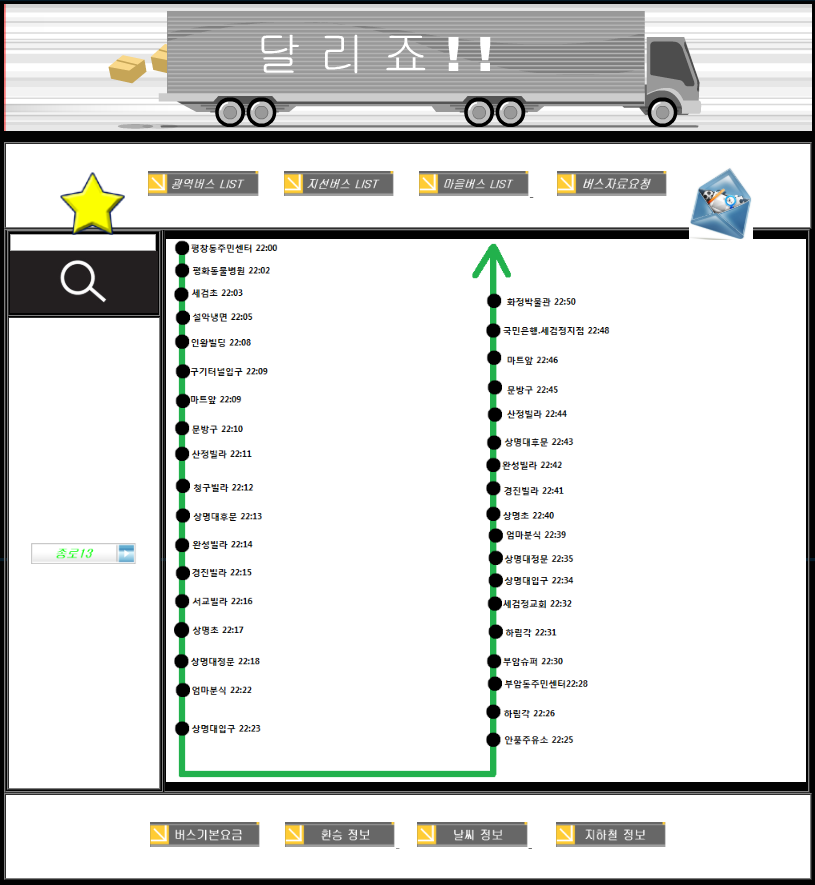 달리죠!!
광역버스 LIST
지선버스 LIST
마을버스 LIST
버스자료요청
종로13
평창동주민센터 22:00
평화동물병원 22:02
세검초 22:03
설악냉면 22:05
인왕빌딩 22:08
구기터널입구 22:09
마트앞 22:09
문방구 22:10
산정빌라 22:11
청구빌라 22:12
상명대후문 22:13
완성빌라 22:14
경진빌라 22:15
서교빌라 22:16
상명초 22:17
상명대정문 22:18
엄마분식 22:22
상명대입구 22:23
화정박물관 22:50
국민은행.세검정지점 22:48
마트앞 22:46
문방구 22:45
산정빌라 22:44
상명대후문 22:43
완성빌라 22:42
경진빌라 22:41
상명초 22:40
엄마분식 22:39
상명대정문 22:35
상명대입구 22:34
세검정교회 22:32
하림각 22:31
부암슈퍼 22:30
부암동주민센터22:28
하림각 22:26
안풍주유소 22:25
버스기본요금
환승 정보
날씨 정보
지하철 정보